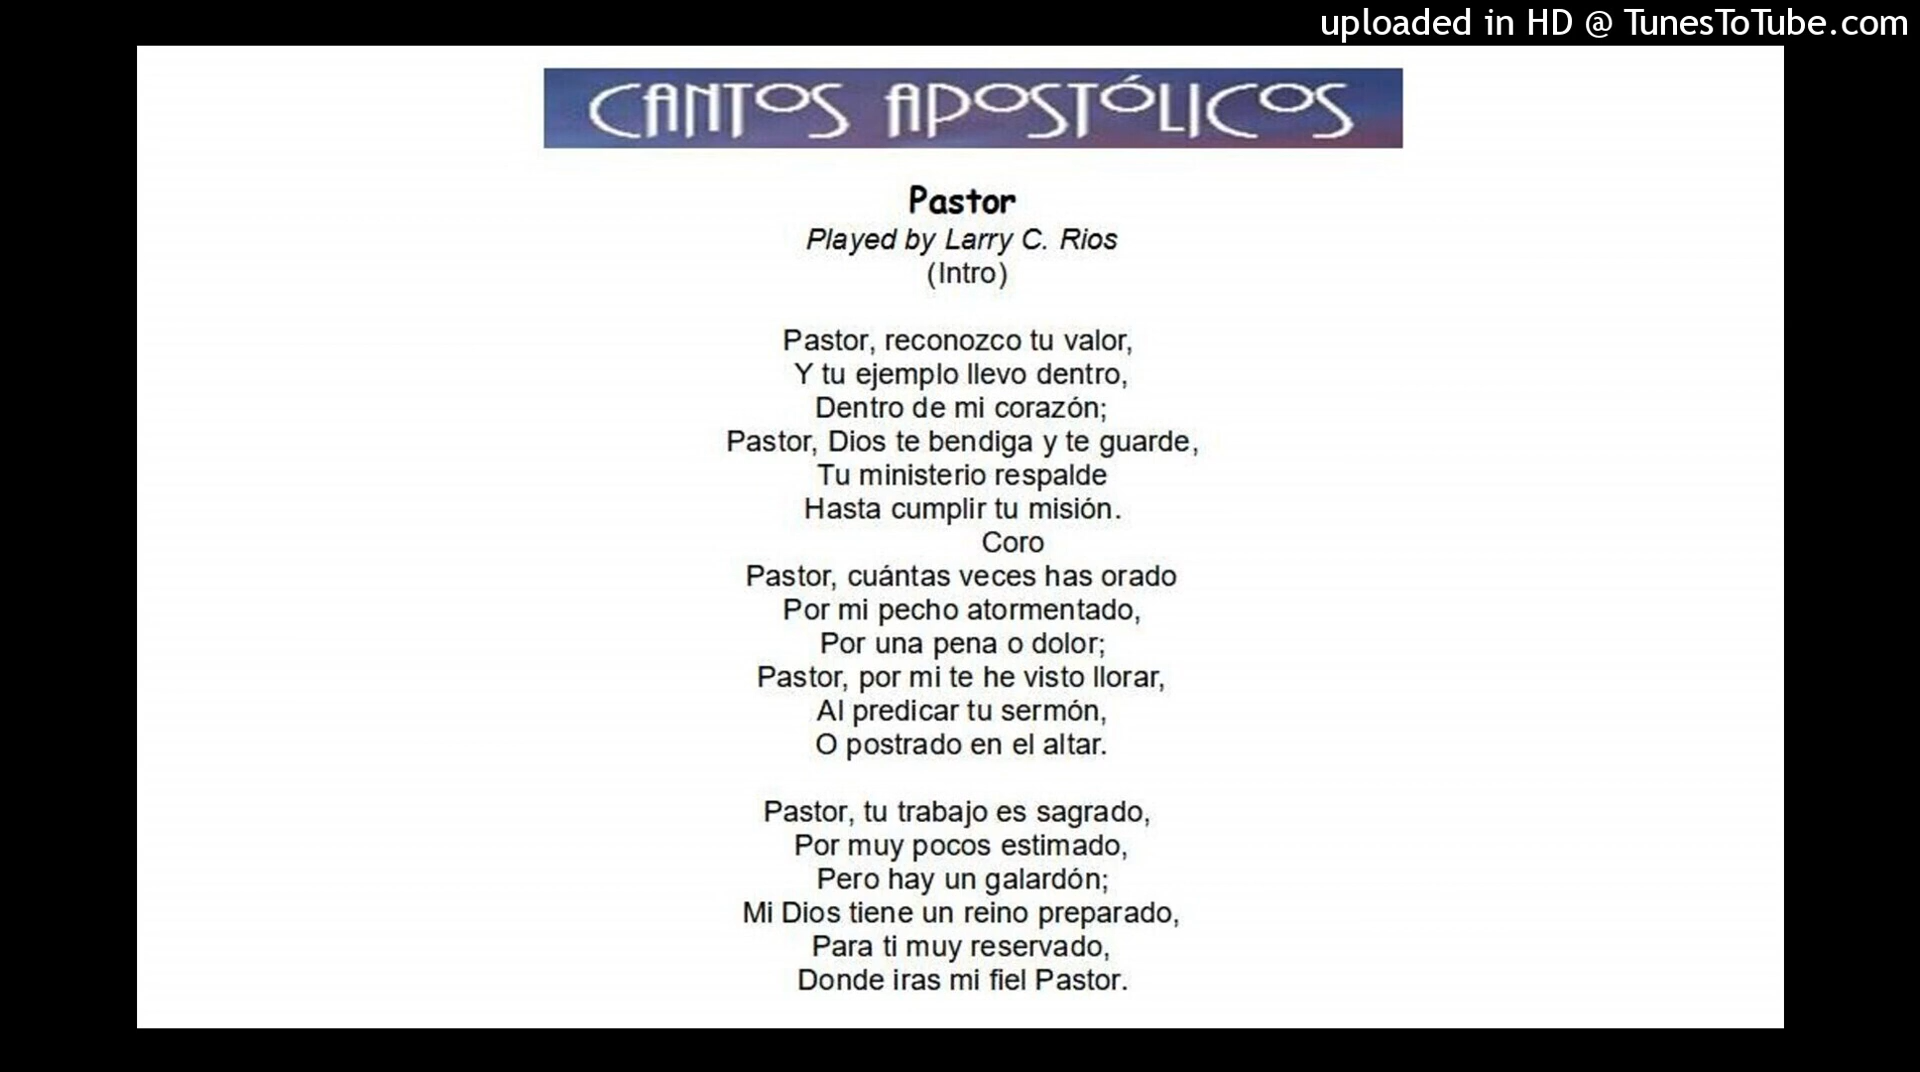 uploaded in HD @ TunesToTube.com
CANTOS APOSTÓLICOS
Pastor
Played by Larry C. Rios
(Intro)
Pastor, reconozco tu valor,
Y tu ejemplo llevo dentro,
Dentro de mi corazón;
Pastor, Dios te bendiga y te guarde,
Tu ministerio respalde
Hasta cumplir tu misión.
Coro
Pastor, cuántas veces has orado
Por mi pecho atormentado,
Por una pena o dolor;
Pastor, por mi te he visto llorar,
Al predicar tu sermón,
O postrado en el altar.
Pastor, tu trabajo es sagrado,
Por muy pocos estimado,
Pero hay un galardón;
Mi Dios tiene un reino preparado,
Para ti muy reservado,
Donde iras mi fiel Pastor.